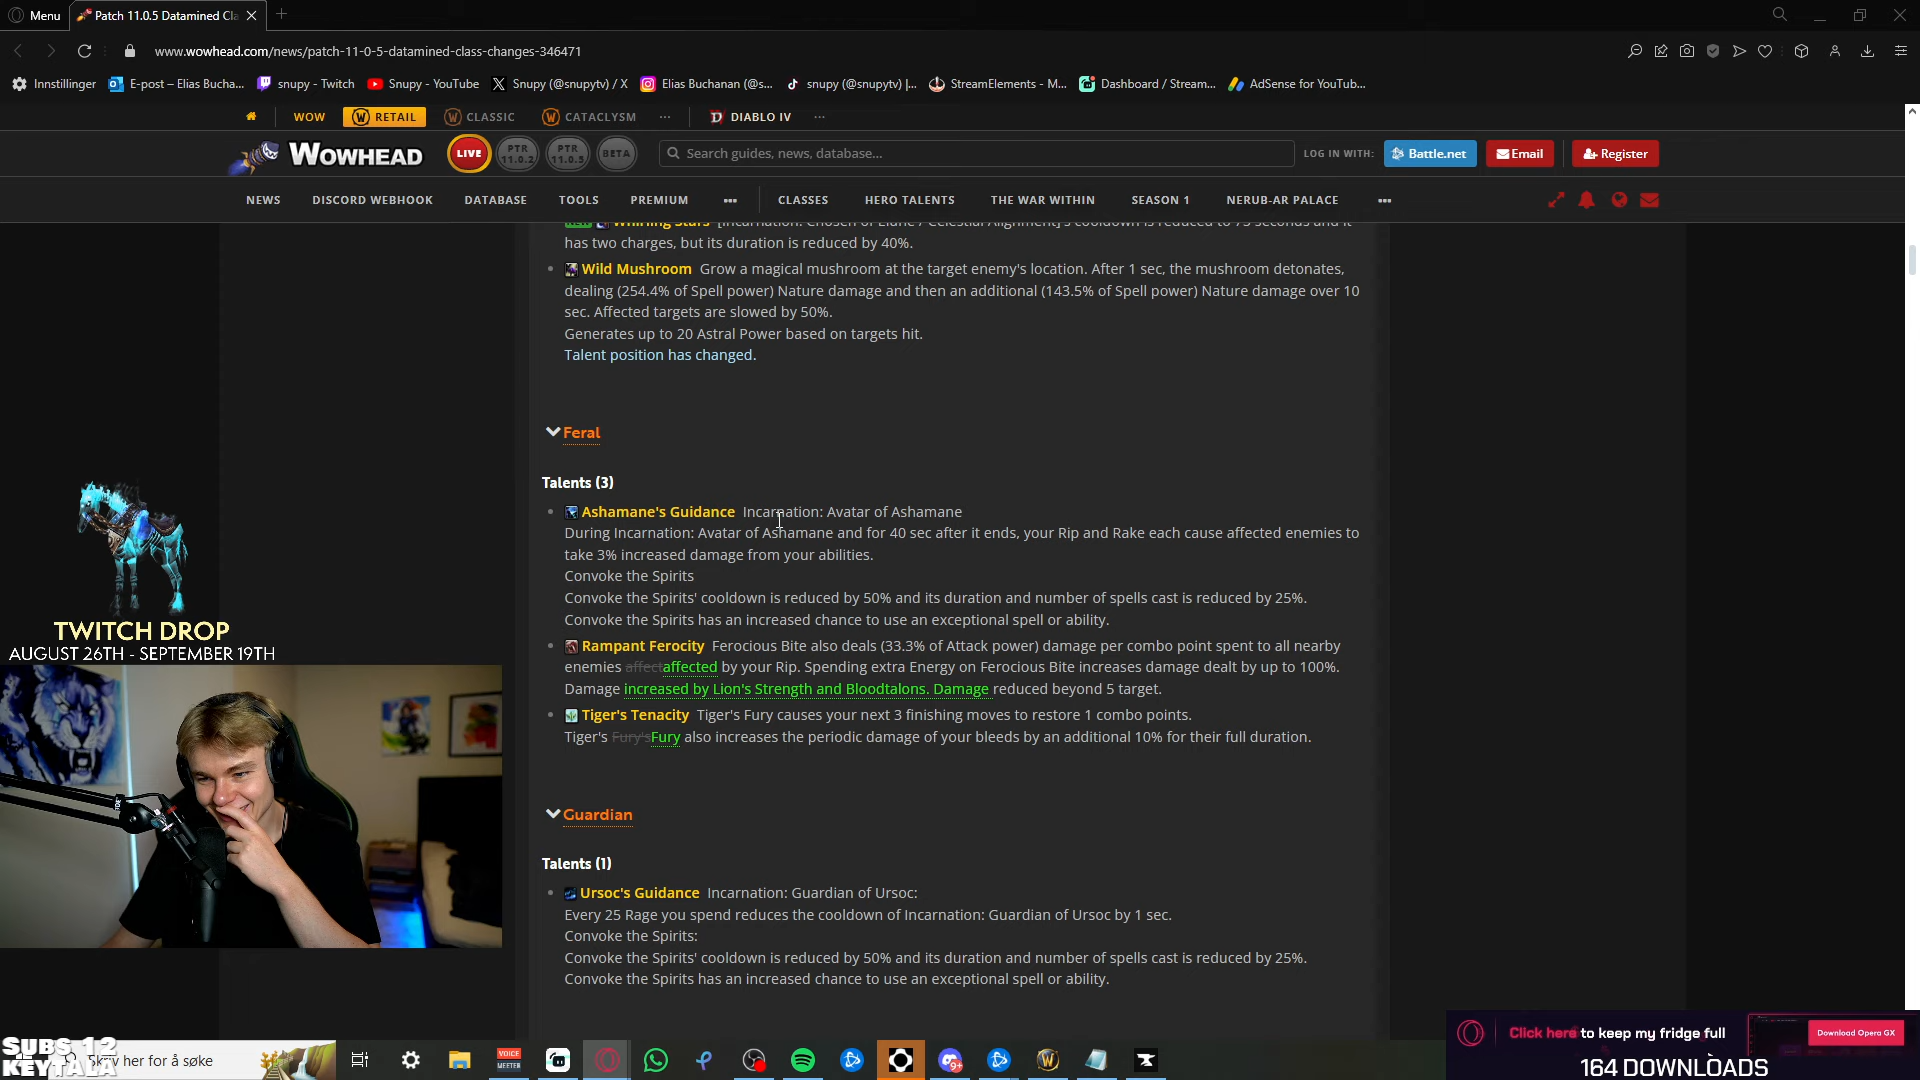 Menu
Patch 11.0.5 Datamined Cla
www.wowhead.com/news/patch-11-0-5-datamined-class-changes-346471
Innstillinger
E-post – Elias Bucha...
snupy - Twitch
Snupy - YouTube
Snupy (@snupytv) / X
Elias Buchanan (@s...
snupy (@snupytv) |...
StreamElements - M...
Dashboard / Stream...
AdSense for YouTub...
WOW
RETAIL
CLASSIC
CATACLYSM
...
DIABLO IV
...
WOWHEAD
LIVE
PTR 11.0.2
PTR 11.0.5
BETA
Search guides, news, database...
LOG IN WITH:
Battle.net
Email
Register
NEWS
DISCORD WEBHOOK
DATABASE
TOOLS
PREMIUM
...
CLASSES
HERO TALENTS
THE WAR WITHIN
SEASON 1
NERUB-AR PALACE
...
Whirling Stars [Incarnation: Chosen of Elune / Celestial Alignment]'s cooldown is reduced to 75 seconds and it
has two charges, but its duration is reduced by 40%.
Wild Mushroom Grow a magical mushroom at the target enemy's location. After 1 sec, the mushroom detonates,
dealing (254.4% of Spell power) Nature damage and then an additional (143.5% of Spell power) Nature damage over 10
sec. Affected targets are slowed by 50%.
Generates up to 20 Astral Power based on targets hit.
Talent position has changed.
Feral
Talents (3)
Ashamane's Guidance Incarnation: Avatar of Ashamane
During Incarnation: Avatar of Ashamane and for 40 sec after it ends, your Rip and Rake each cause affected enemies to
take 3% increased damage from your abilities.
Convoke the Spirits
Convoke the Spirits' cooldown is reduced by 50% and its duration and number of spells cast is reduced by 25%.
Convoke the Spirits has an increased chance to use an exceptional spell or ability.
Rampant Ferocity Ferocious Bite also deals (33.3% of Attack power) damage per combo point spent to all nearby
enemies affectaffected by your Rip. Spending extra Energy on Ferocious Bite increases damage dealt by up to 100%.
Damage increased by Lion's Strength and Bloodtalons. Damage reduced beyond 5 target.
Tiger's Tenacity Tiger's Fury causes your next 3 finishing moves to restore 1 combo points.
Tiger's Fury'sFury also increases the periodic damage of your bleeds by an additional 10% for their full duration.
Guardian
Talents (1)
Ursoc's Guidance Incarnation: Guardian of Ursoc:
Every 25 Rage you spend reduces the cooldown of Incarnation: Guardian of Ursoc by 1 sec.
Convoke the Spirits:
Convoke the Spirits' cooldown is reduced by 50% and its duration and number of spells cast is reduced by 25%.
Convoke the Spirits has an increased chance to use an exceptional spell or ability.
TWITCH DROP
AUGUST 26TH - SEPTEMBER 19TH
SUBS 12
KEYTALA
her for å søke
VOICE MEETER
9+
Click here to keep my fridge full
Download Opera GX
164 DOWNLOADS